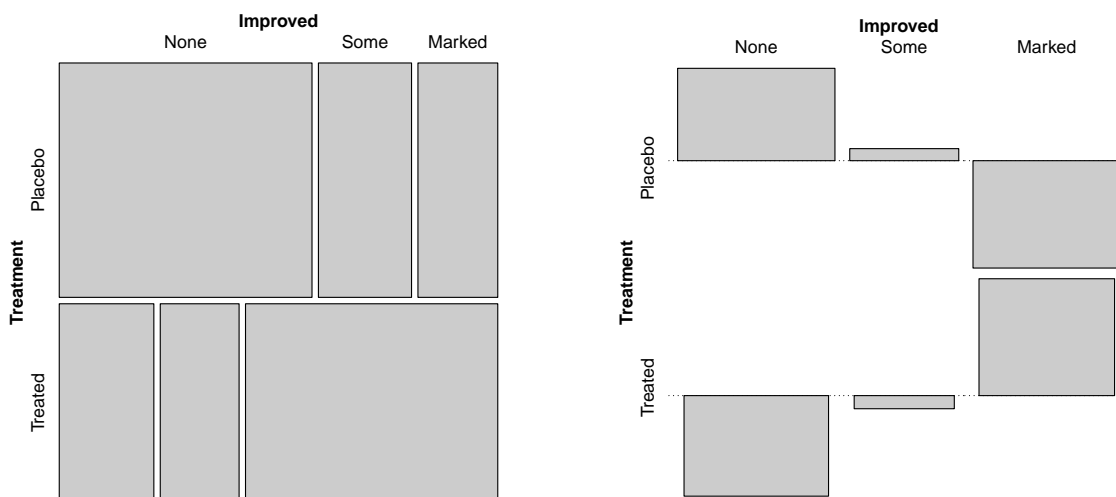 Improved
None Some Marked
Treatment
Placebo
Treated
Improved
None Some Marked
Treatment
Placebo
Treated